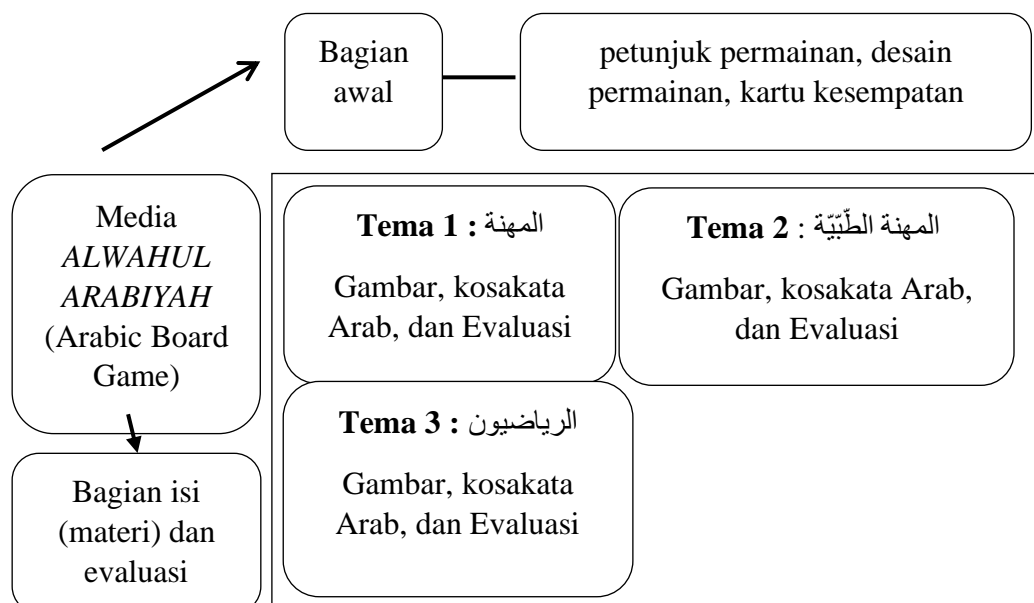 Bagian
awal
petunjuk permainan, desain
permainan, kartu kesempatan
Media
ALWAHUL
ARABIYAH
(Arabic Board
Game)
Tema 1 : المهنة
Gambar, kosakata
Arab, dan Evaluasi
Tema 2 : المهنة الطّبّيّة
Gambar, kosakata Arab,
dan Evaluasi
Tema 3 : الرياضيون
Gambar, kosakata
Arab, dan Evaluasi
Bagian isi
(materi) dan
evaluasi